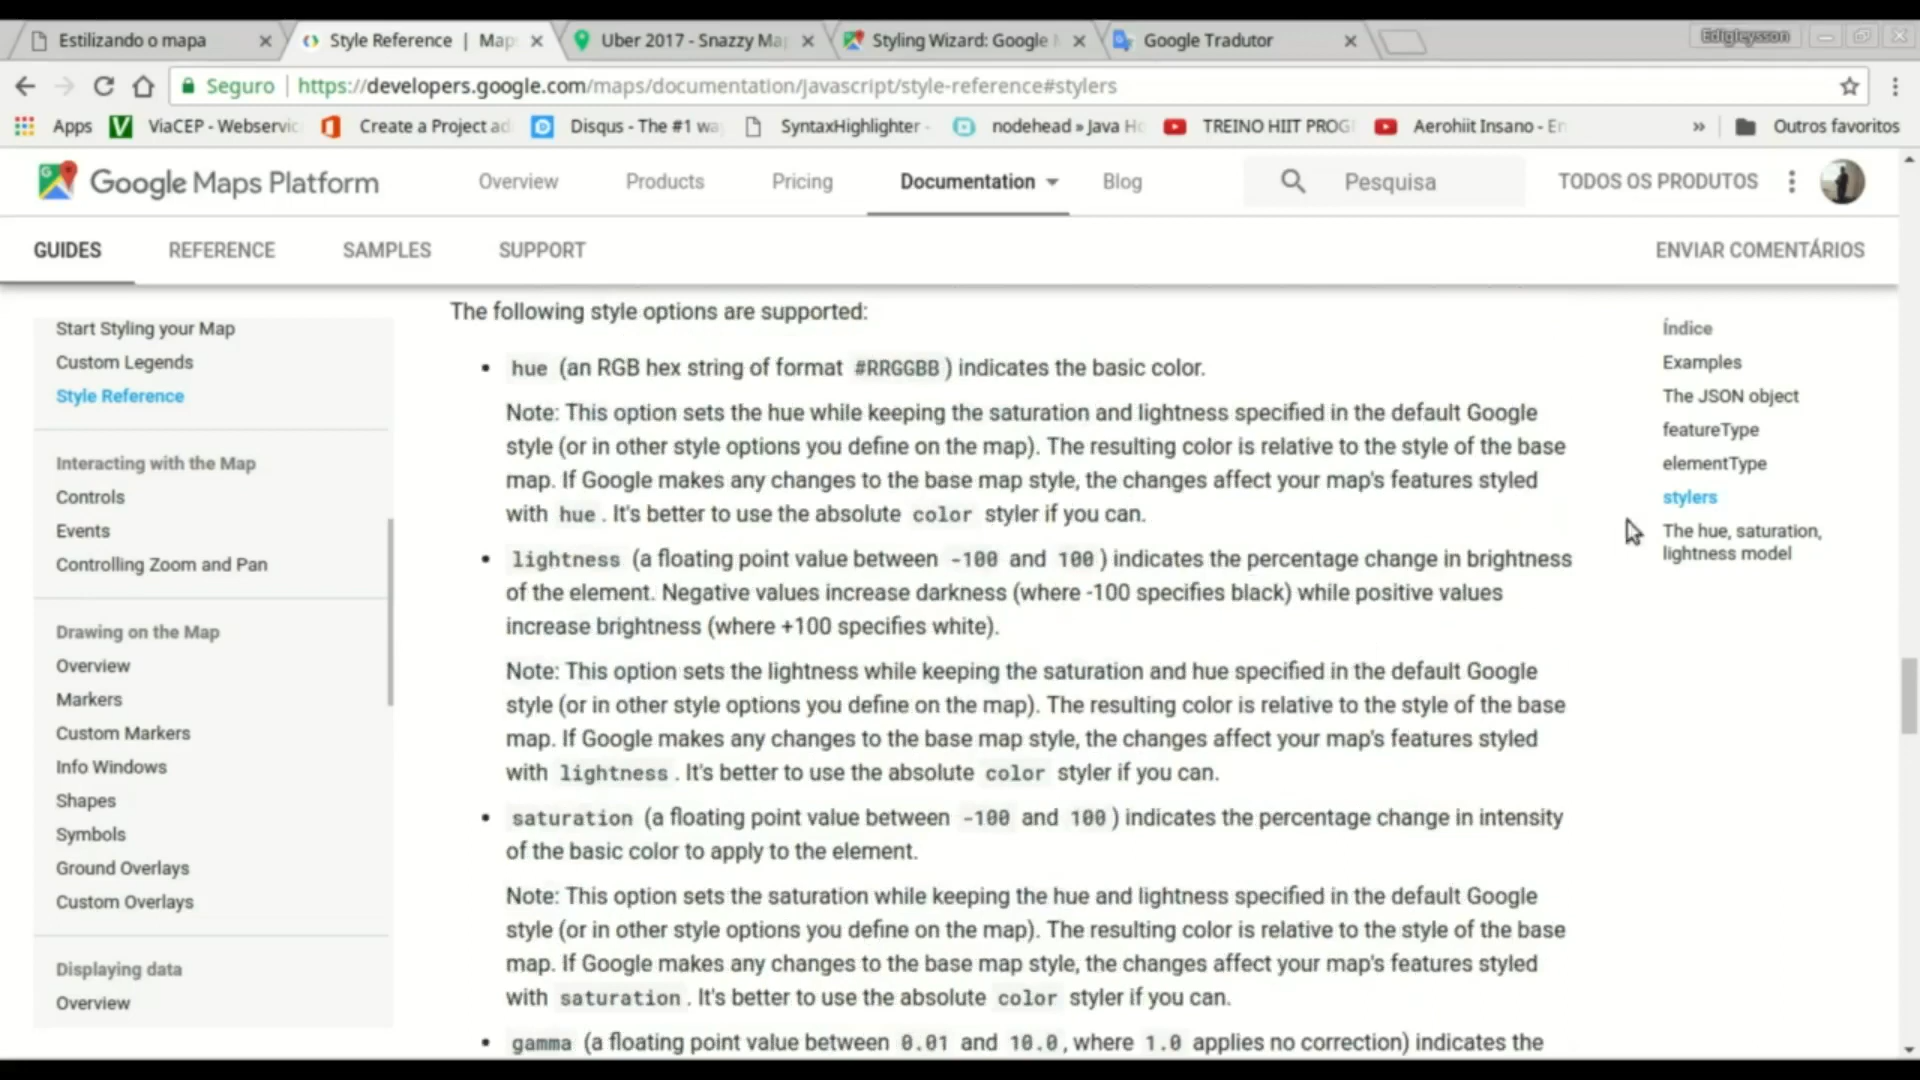 Estilizando o mapa
Style Reference | Map
Uber 2017 - Snazzy Ma
Styling Wizard: Google
Google Tradutor
Edigleysson
Seguro
https://developers.google.com/maps/documentation/javascript/style-reference#stylers
Apps
ViaCEP - Webservic
Create a Project ad
Disqus - The #1 wa
SyntaxHighlighter -
nodehead » Java H
TREINO HIIT PROG
Aerohiit Insano - En
»
Outros favoritos
Google Maps Platform
Overview
Products
Pricing
Documentation
Blog
Pesquisa
TODOS OS PRODUTOS
GUIDES
REFERENCE
SAMPLES
SUPPORT
ENVIAR COMENTÁRIOS
Start Styling your Map
Custom Legends
Style Reference
Interacting with the Map
Controls
Events
Controlling Zoom and Pan
Drawing on the Map
Overview
Markers
Custom Markers
Info Windows
Shapes
Symbols
Ground Overlays
Custom Overlays
Displaying data
Overview
The following style options are supported:
• hue (an RGB hex string of format #RRGGBB) indicates the basic color.
Note: This option sets the hue while keeping the saturation and lightness specified in the default Google
style (or in other style options you define on the map). The resulting color is relative to the style of the base
map. If Google makes any changes to the base map style, the changes affect your map's features styled
with hue. It's better to use the absolute color styler if you can.
• lightness (a floating point value between -100 and 100) indicates the percentage change in brightness
of the element. Negative values increase darkness (where -100 specifies black) while positive values
increase brightness (where +100 specifies white).
Note: This option sets the lightness while keeping the saturation and hue specified in the default Google
style (or in other style options you define on the map). The resulting color is relative to the style of the base
map. If Google makes any changes to the base map style, the changes affect your map's features styled
with lightness. It's better to use the absolute color styler if you can.
• saturation (a floating point value between -100 and 100) indicates the percentage change in intensity
of the basic color to apply to the element.
Note: This option sets the saturation while keeping the hue and lightness specified in the default Google
style (or in other style options you define on the map). The resulting color is relative to the style of the base
map. If Google makes any changes to the base map style, the changes affect your map's features styled
with saturation. It's better to use the absolute color styler if you can.
• gamma (a floating point value between 0.01 and 10.0, where 1.0 applies no correction) indicates the
Índice
Examples
The JSON object
featureType
elementType
stylers
The hue, saturation,
lightness model